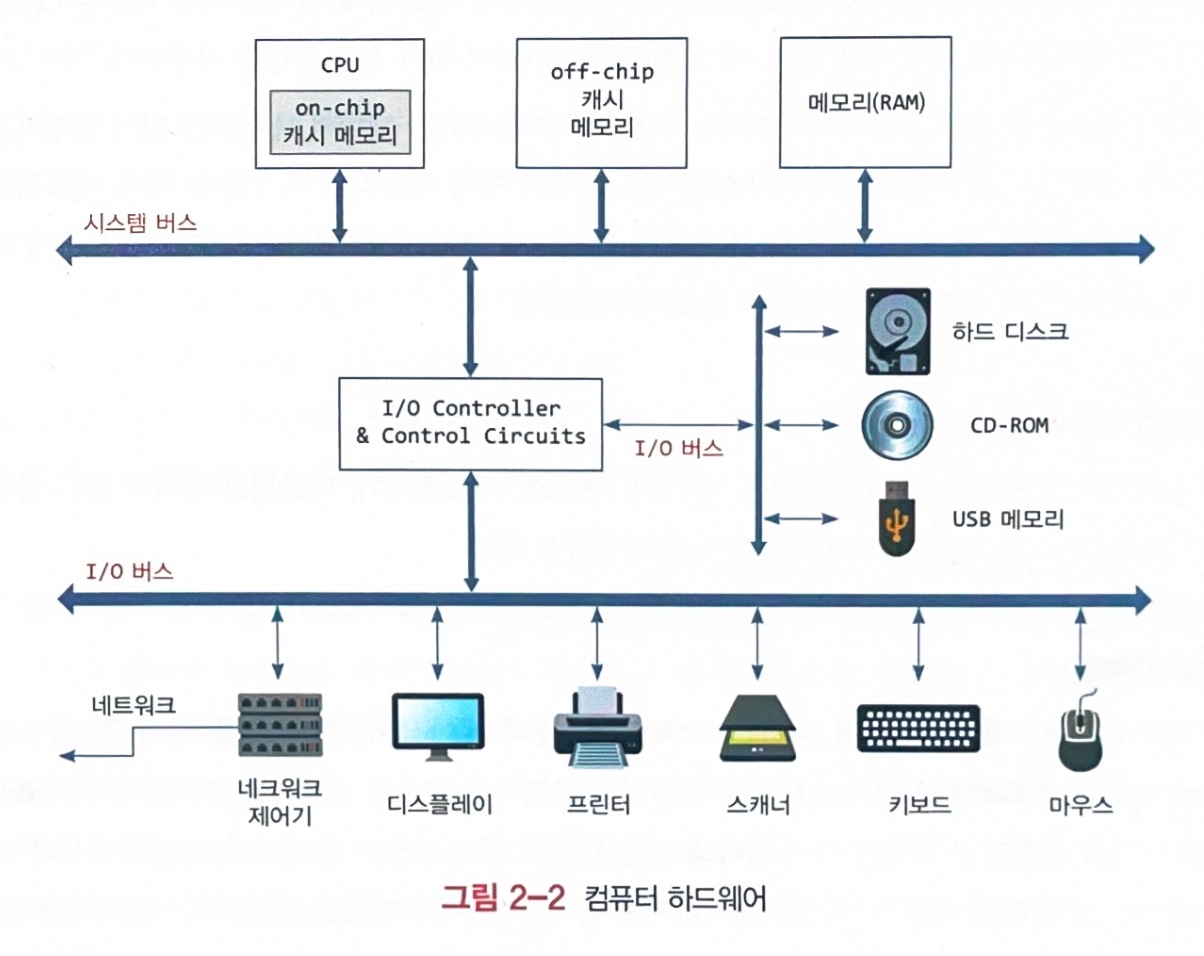 CPU
on-chip
캐시 메모리
off-chip
캐시
메모리
메모리(RAM)
시스템 버스
하드 디스크
I/O Controller
& Control Circuits
I/O 버스
CD-ROM
USB 메모리
I/O 버스
네트워크
네크워크
제어기
디스플레이
프린터
스캐너
키보드
마우스
그림 2-2 컴퓨터 하드웨어